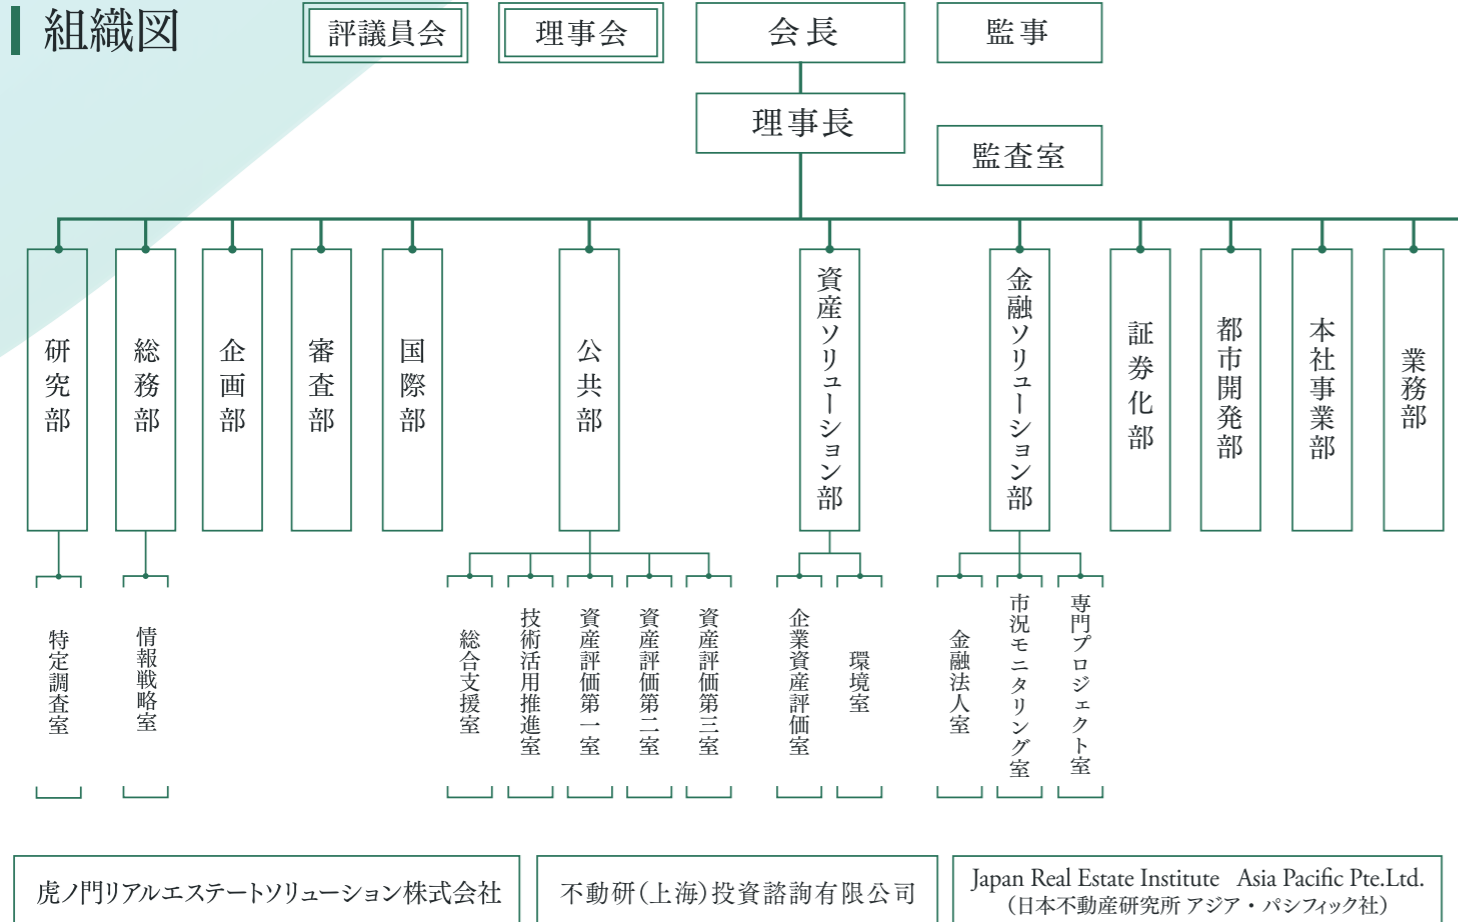 組織図
評議員会
理事会
会長
監事
理事長
監査室
研究部
総務部
企画部
審査部
国際部
公共部
資産ソリューション部
金融ソリューション部
証券化部
都市開発部
本社事業部
業務部
特定調査室
情報戦略室
総合支援室
技術活用推進室
資産評価第一室
資産評価第二室
資産評価第三室
企業資産評価室
環境室
金融法人室
市況モニタリング室
専門プロジェクト室
虎ノ門リアルエステートソリューション株式会社
不動研(上海)投資諮詢有限公司
Japan Real Estate Institute Asia Pacific Pte.Ltd.
（日本不動産研究所 アジア・パシフィック社）